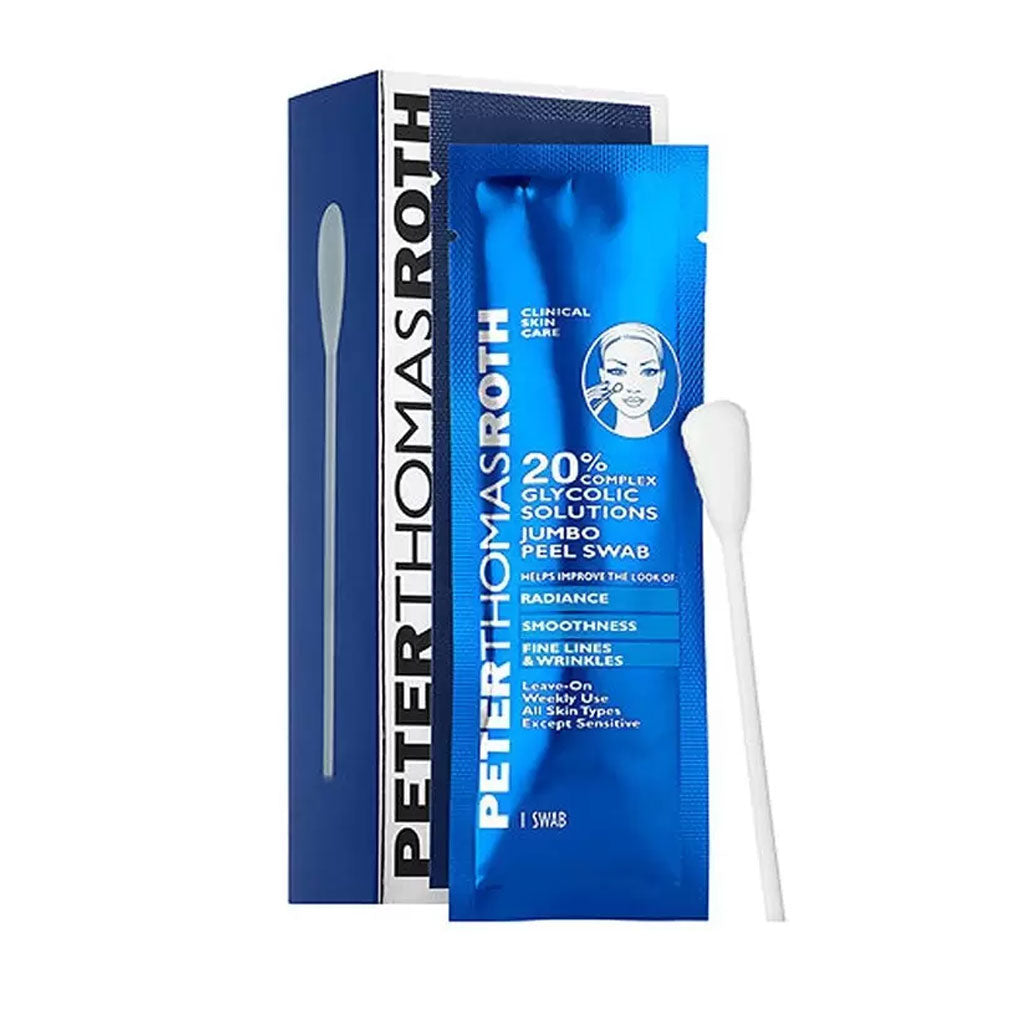 PETERTHOMASROTH
PETERTHOMASROTH
CLINICAL
SKIN
CARE
20%
COMPLEX
GLYCOLIC
SOLUTIONS
JUMBO
PEEL SWAB
HELPS IMPROVE THE LOOK OF:
RADIANCE
SMOOTHNESS
FINE LINES
& WRINKLES
Leave-On
Weekly Use
All Skin Types
Except Sensitive
1 SWAB